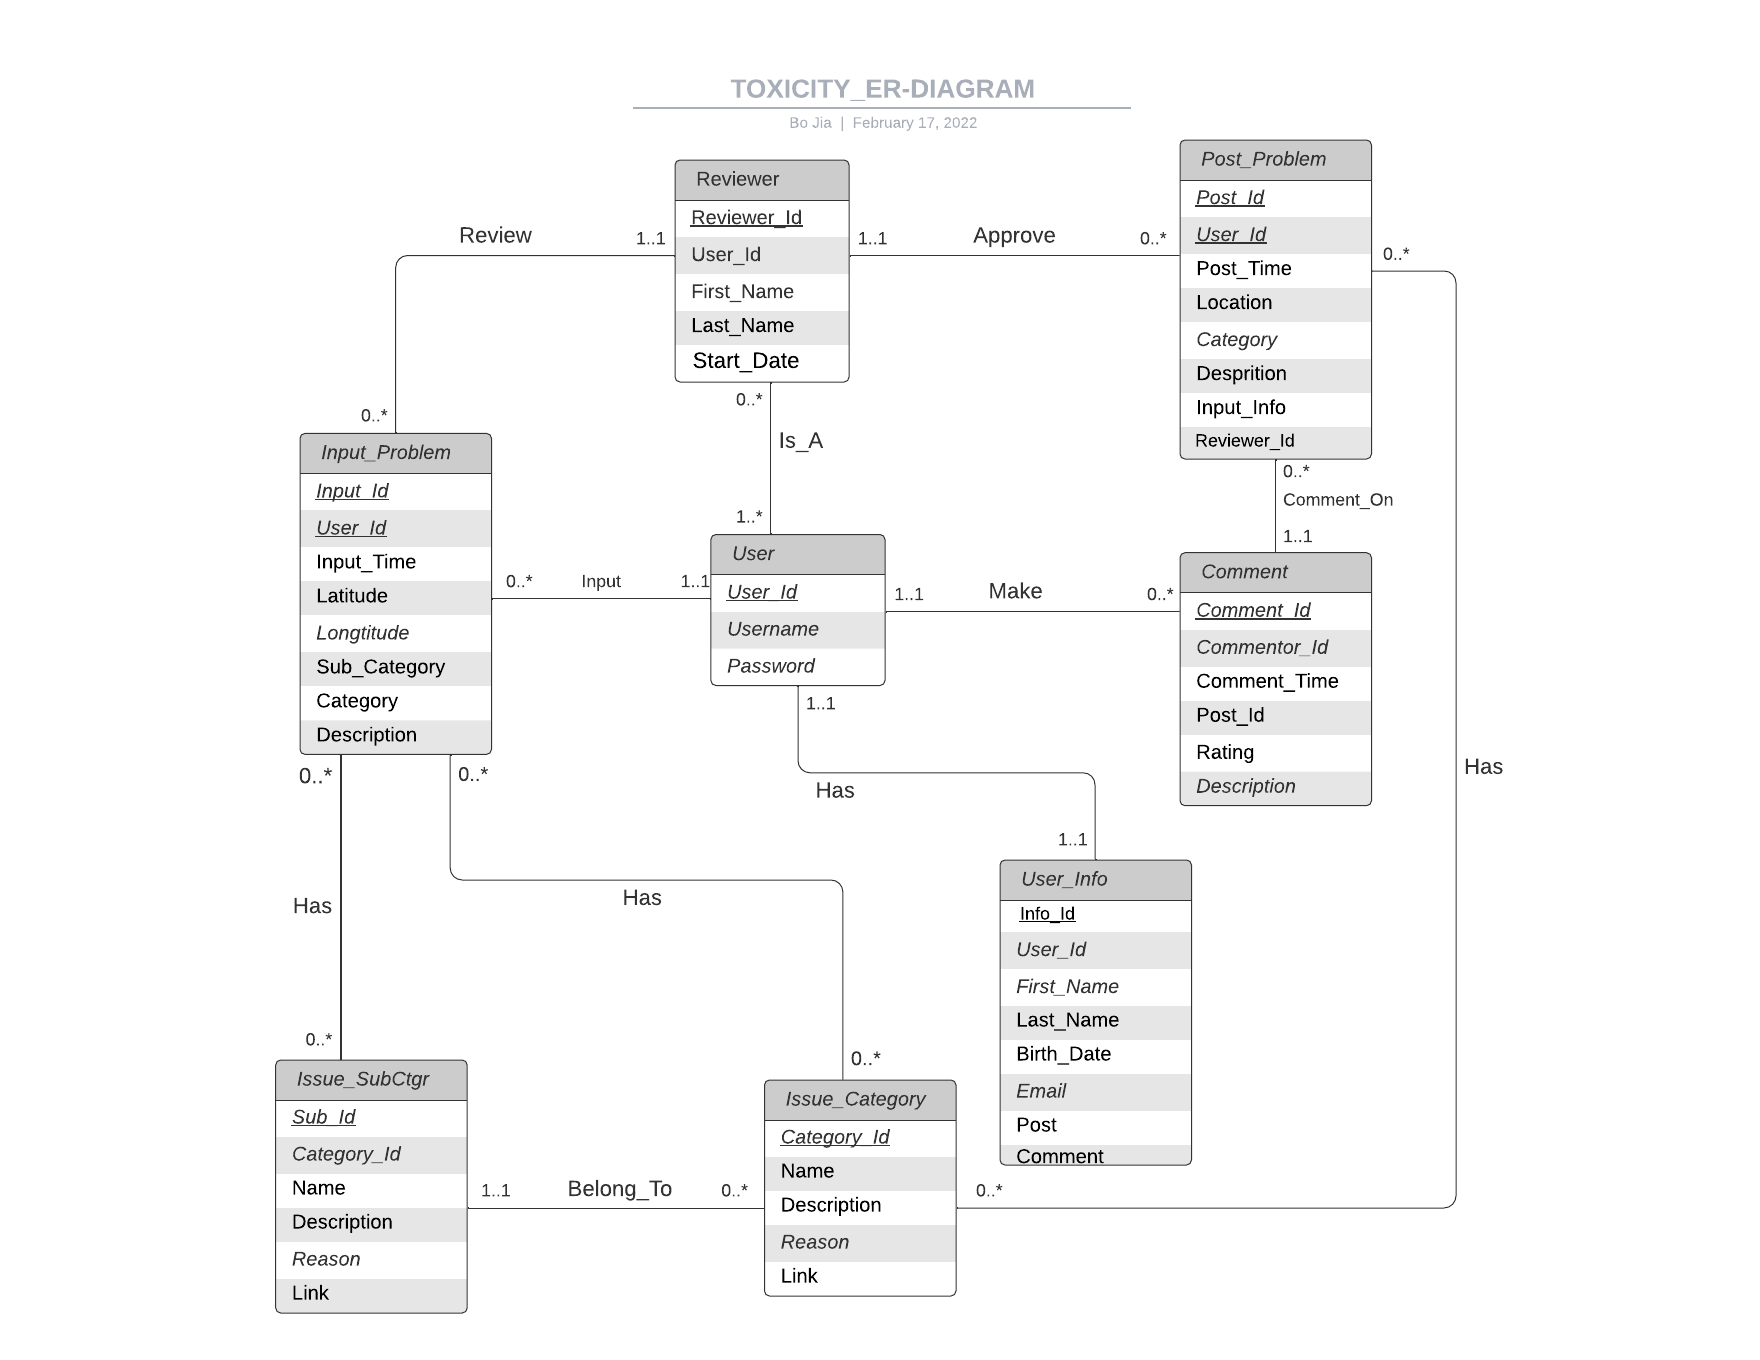 TOXICITY_ER-DIAGRAM
Bo Jia | February 17, 2022
Reviewer
Reviewer_Id
User_Id
First_Name
Last_Name
Start_Date
Post_Problem
Post_Id
User_Id
Post_Time
Location
Category
Desprition
Input_Info
Reviewer_Id
Review
1..1
1..1
Approve
0..*
0..*
0..*
0..*
Is_A
1..*
0..*
Comment_On
1..1
Input_Problem
Input_Id
User_Id
Input_Time
Latitude
Longtitude
Sub_Category
Category
Description
0..*
Input
1..1
User
User_Id
Username
Password
1..1
Make
0..*
Comment
Comment_Id
Commentor_Id
Comment_Time
Post_Id
Rating
Description
1..1
Has
1..1
Has
0..*
0..*
Has
Has
0..*
0..*
User_Info
Info_Id
User_Id
First_Name
Last_Name
Birth_Date
Email
Post
Comment
Issue_SubCtgr
Sub_Id
Category_Id
Name
Description
Reason
Link
1..1
Belong_To
0..*
Issue_Category
Category_Id
Name
Description
Reason
Link
0..*